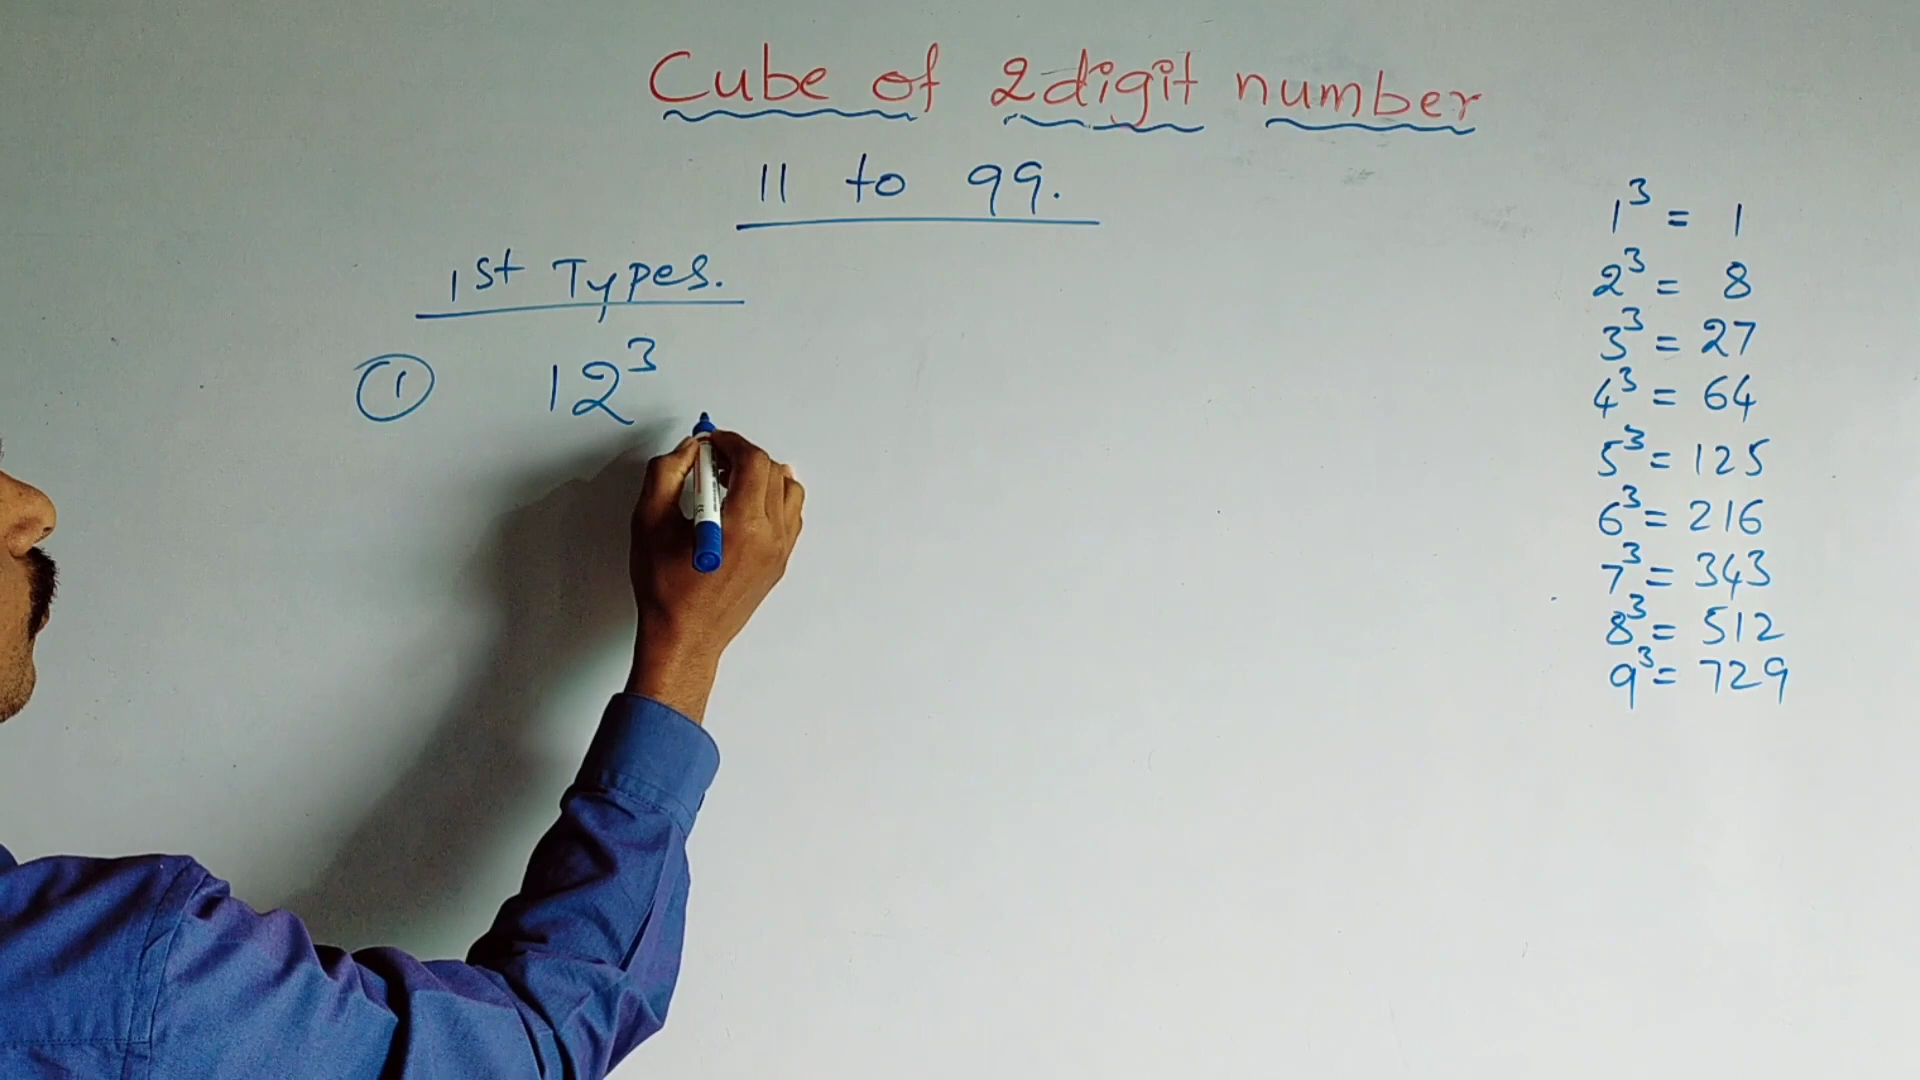 Cube of 2digit number
11 to 99.
1st Types.
① 12³
1³ = 1
2³ = 8
3³ = 27
4³ = 64
5³ = 125
6³ = 216
7³ = 343
8³ = 512
9³ = 729